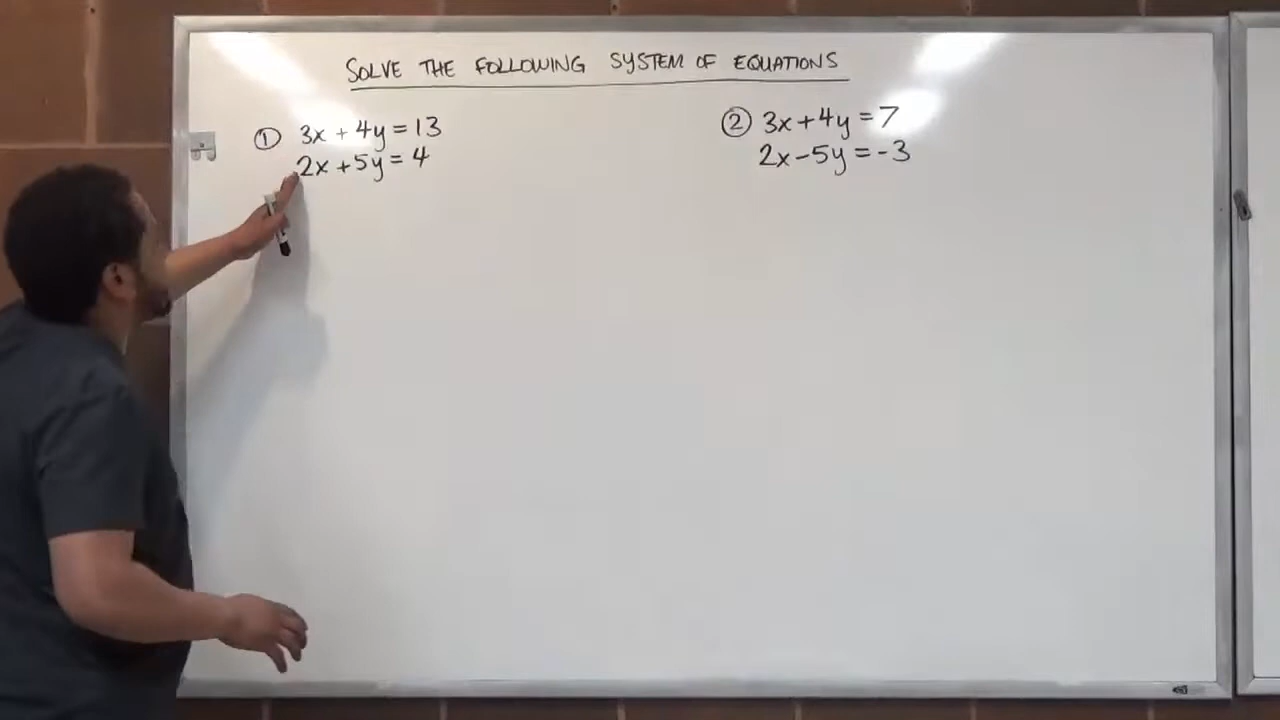 SOLVE THE FOLLOWING SYSTEM OF EQUATIONS
① 3x + 4y = 13
2x + 5y = 4
② 3x + 4y = 7
2x - 5y = -3